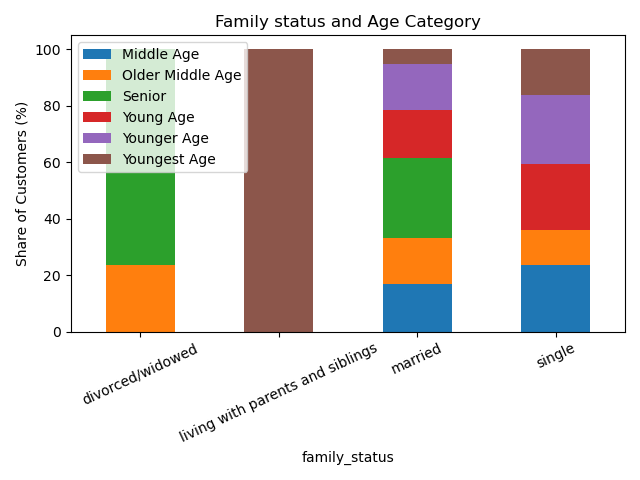 Family status and Age Category
Share of Customers (%)
100
80
60
40
20
0
Middle Age
Older Middle Age
Senior
Young Age
Younger Age
Youngest Age
divorced/widowed
living with parents and siblings
married
single
family_status